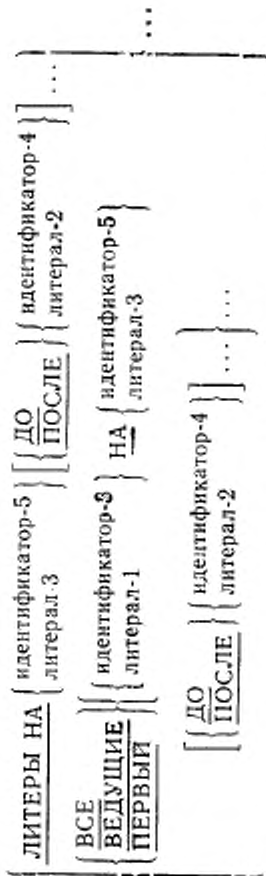 ЛИТЕРЫ НА {идентификатор-5} [{ДО} {идентификатор-4}] ...
литерал-3 ПОСЛЕ литерал-2
ВСЕ
ВЕДУЩИЕ {идентификатор-3} НА {идентификатор-5} ...
ПЕРВЫЙ литерал-1 литерал-3
[{ДО} {идентификатор-4}] ... ...
ПОСЛЕ литерал-2